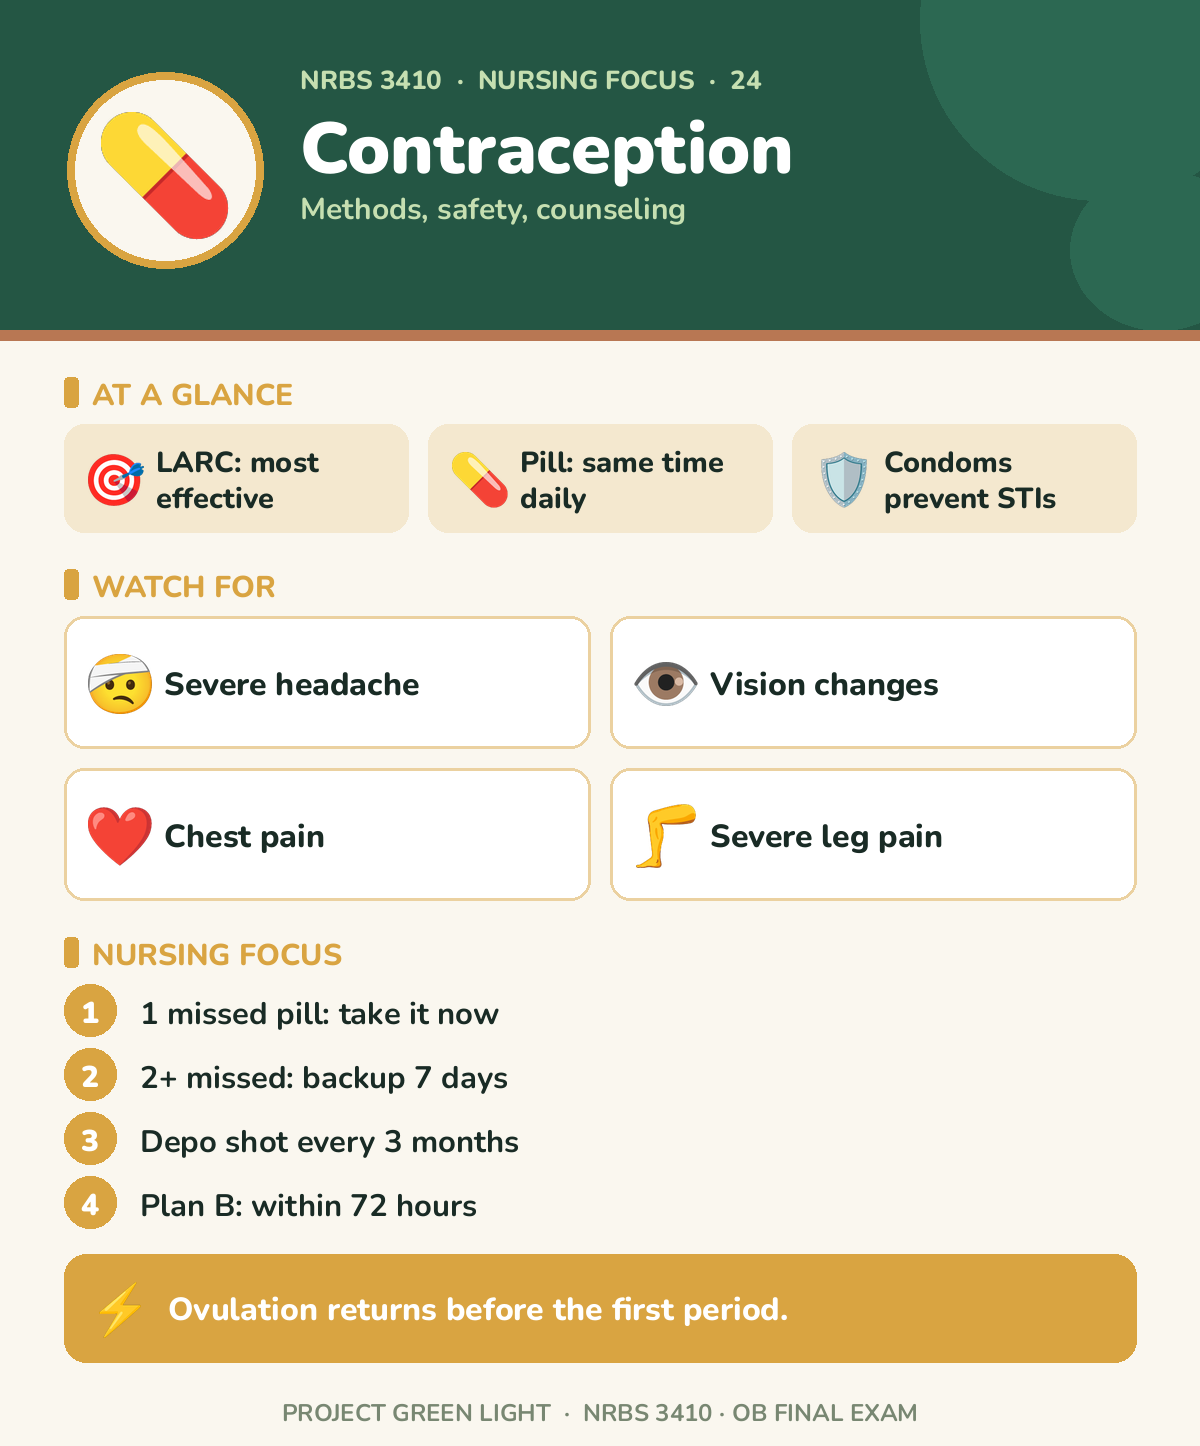 NRBS 3410 · NURSING FOCUS · 24
Contraception
Methods, safety, counseling
AT A GLANCE
LARC: most
effective
Pill: same time
daily
Condoms
prevent STIs
WATCH FOR
Severe headache
Vision changes
Chest pain
Severe leg pain
NURSING FOCUS
1 1 missed pill: take it now
2 2+ missed: backup 7 days
3 Depo shot every 3 months
4 Plan B: within 72 hours
Ovulation returns before the first period.
PROJECT GREEN LIGHT · NRBS 3410 · OB FINAL EXAM